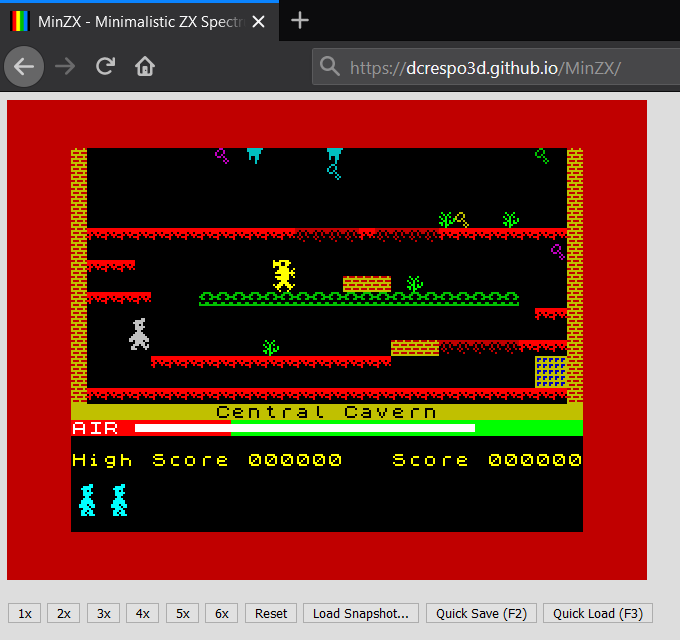 MinZX - Minimalistic ZX Spectr
https://dcrespo3d.github.io/MinZX/
Central Cavern
AIR
High Score 000000 Score 000000
1x 2x 3x 4x 5x 6x Reset Load Snapshot... Quick Save (F2) Quick Load (F3)